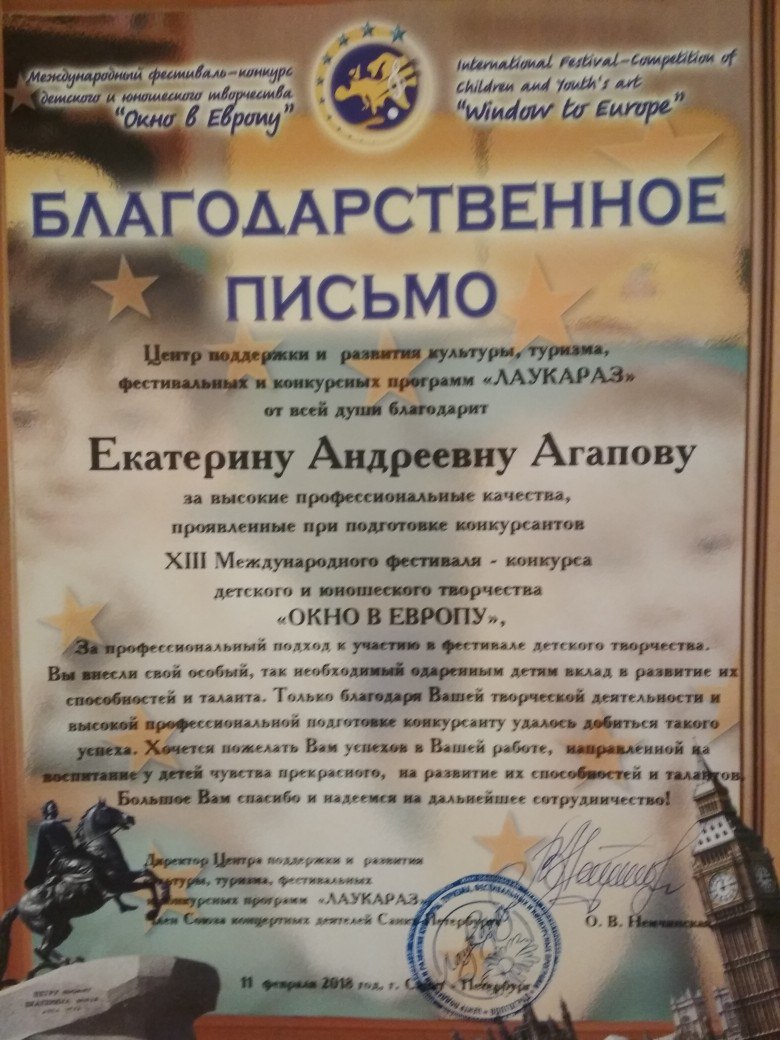 Международный фестиваль-конкурс
детского и юношеского творчества
"Окно в Европу"
International Festival-Competition of
Children and Youth's art
"Window to Europe"
БЛАГОДАРСТВЕННОЕ
ПИСЬМО
Центр поддержки и развития культуры, туризма,
фестивальных и конкурсных программ «ЛАУКАРАЗ»
от всей души благодарит
Екатерину Андреевну Агапову
за высокие профессиональные качества,
проявленные при подготовке конкурсантов
XIII Международного фестиваля - конкурса
детского и юношеского творчества
«ОКНО В ЕВРОПУ»,
За профессиональный подход к участию в фестивале детского творчества.
Вы внесли свой особый, так необходимый одаренным детям вклад в развитие их
способностей и таланта. Только благодаря Вашей творческой деятельности и
высокой профессиональной подготовке конкурсанту удалось добиться такого
успеха. Хочется пожелать Вам успехов в Вашей работе, направленной на
воспитание у детей чувства прекрасного, на развитие их способностей и талантов.
Большое Вам спасибо и надеемся на дальнейшее сотрудничество!
Директор Центра поддержки и развития
культуры, туризма, фестивальных
и конкурсных программ «ЛАУКАРАЗ»
член Союза концертных деятелей Санкт-Петербурга
О. В. Немчинская
11 февраля 2018 год, г. Санкт - Петербург